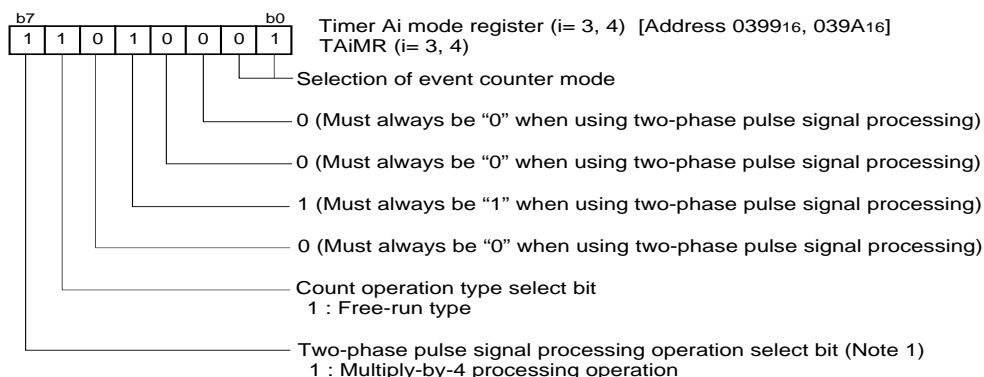 b7 b0
1 1 0 1 0 0 0 1
Timer Ai mode register (i= 3, 4) [Address 039916, 039A16]
TAiMR (i= 3, 4)
Selection of event counter mode
0 (Must always be “0” when using two-phase pulse signal processing)
0 (Must always be “0” when using two-phase pulse signal processing)
1 (Must always be “1” when using two-phase pulse signal processing)
0 (Must always be “0” when using two-phase pulse signal processing)
Count operation type select bit
1 : Free-run type
Two-phase pulse signal processing operation select bit (Note 1)
1 : Multiply-by-4 processing operation